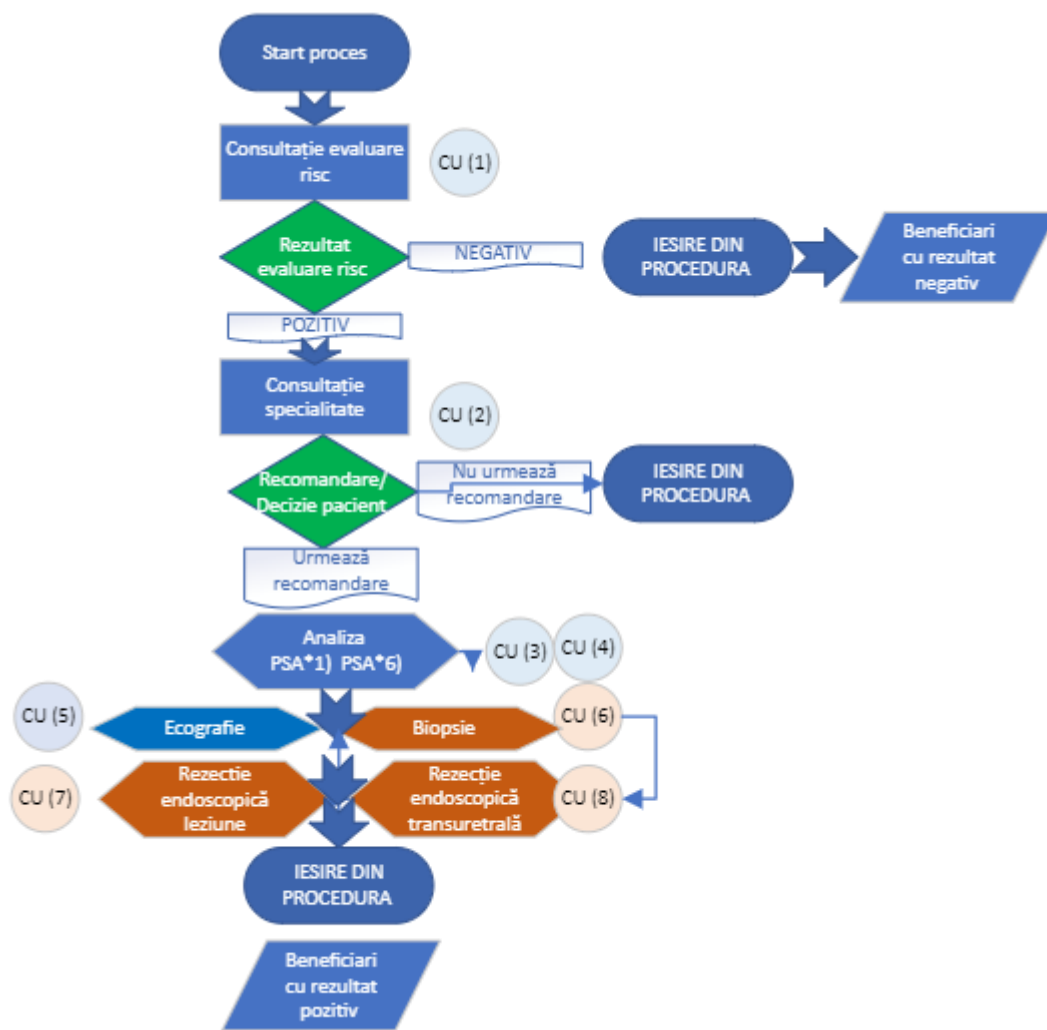 Start proces
Consultație evaluare
risc
CU (1)
Rezultat
evaluare risc
NEGATIV
IESIRE DIN
PROCEDURA
Beneficiari
cu rezultat
negativ
POZITIV
Consultație
specialitate
CU (2)
Recomandare/
Decizie pacient
Nu urmează
recomandare
IESIRE DIN
PROCEDURA
Urmează
recomandare
Analiza
PSA*1) PSA*6)
CU (3)
CU (4)
CU (5)
Ecografie
Biopsie
CU (6)
CU (7)
Rezectie
endoscopică
leziune
Rezecție
endoscopică
transuretrală
CU (8)
IESIRE DIN
PROCEDURA
Beneficiari
cu rezultat
pozitiv